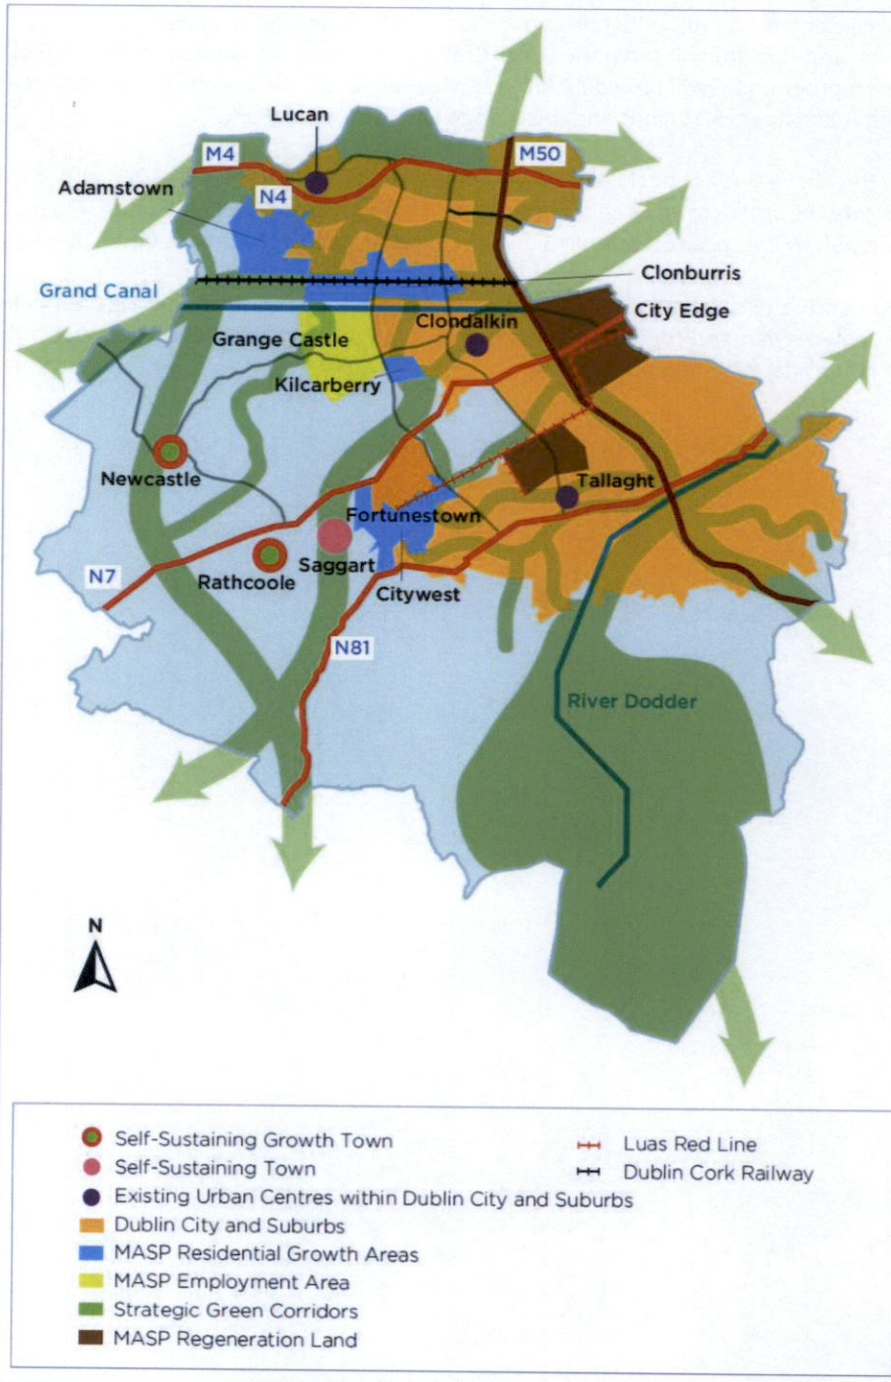 Lucan
M4
M50
Adamstown
N4
Clonburris
Grand Canal
City Edge
Clondalkin
Grange Castle
Kilcarberry
Newcastle
Tallaght
Fortunestown
Saggart
N7
Rathcoole
Citywest
N81
River Dodder
N
Self-Sustaining Growth Town
Self-Sustaining Town
Existing Urban Centres within Dublin City and Suburbs
Dublin City and Suburbs
MASP Residential Growth Areas
MASP Employment Area
Strategic Green Corridors
MASP Regeneration Land
Luas Red Line
Dublin Cork Railway